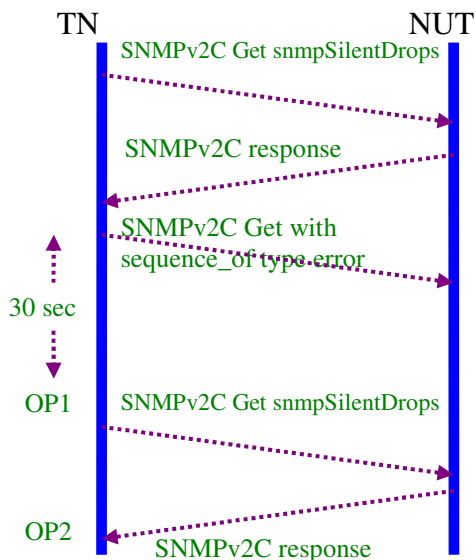 TN
NUT
SNMPv2C Get snmpSilentDrops
SNMPv2C response
SNMPv2C Get with
sequence_of type error
30 sec
OP1
SNMPv2C Get snmpSilentDrops
OP2
SNMPv2C response